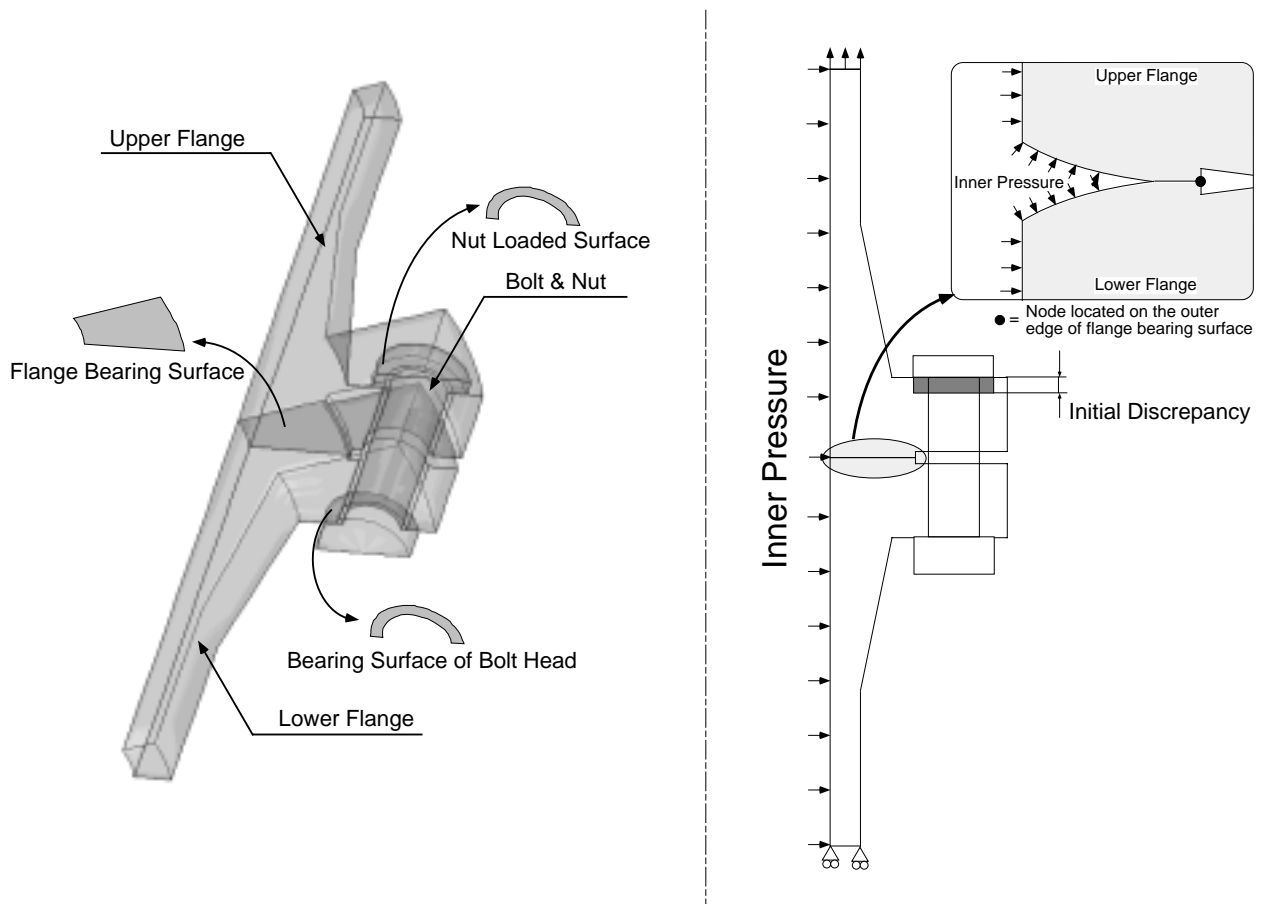 Upper Flange
Nut Loaded Surface
Bolt & Nut
Flange Bearing Surface
Bearing Surface of Bolt Head
Lower Flange
Inner Pressure
Upper Flange
Inner Pressure
Lower Flange
= Node located on the outer
edge of flange bearing surface
Initial Discrepancy